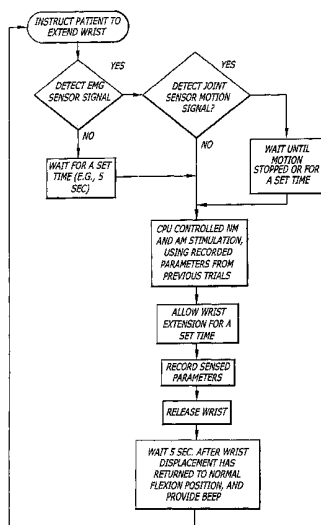 INSTRUCT PATIENT TO
EXTEND WRIST
YES
YES
DETECT EMG
SENSOR SIGNAL
DETECT JOINT
SENSOR MOTION
SIGNAL?
NO
NO
WAIT FOR A SET
TIME (E.G., 5
SEC)
WAIT UNTIL
MOTION
STOPPED OR FOR
A SET TIME
CPU CONTROLLED NM
AND AM STIMULATION,
USING RECORDED
PARAMETERS FROM
PREVIOUS TRIALS
ALLOW WRIST
EXTENSION FOR A
SET TIME
RECORD SENSED
PARAMETERS
RELEASE WRIST
WAIT 5 SEC. AFTER WRIST
DISPLACEMENT HAS
RETURNED TO NORMAL
FLEXION POSITION, AND
PROVIDE BEEP